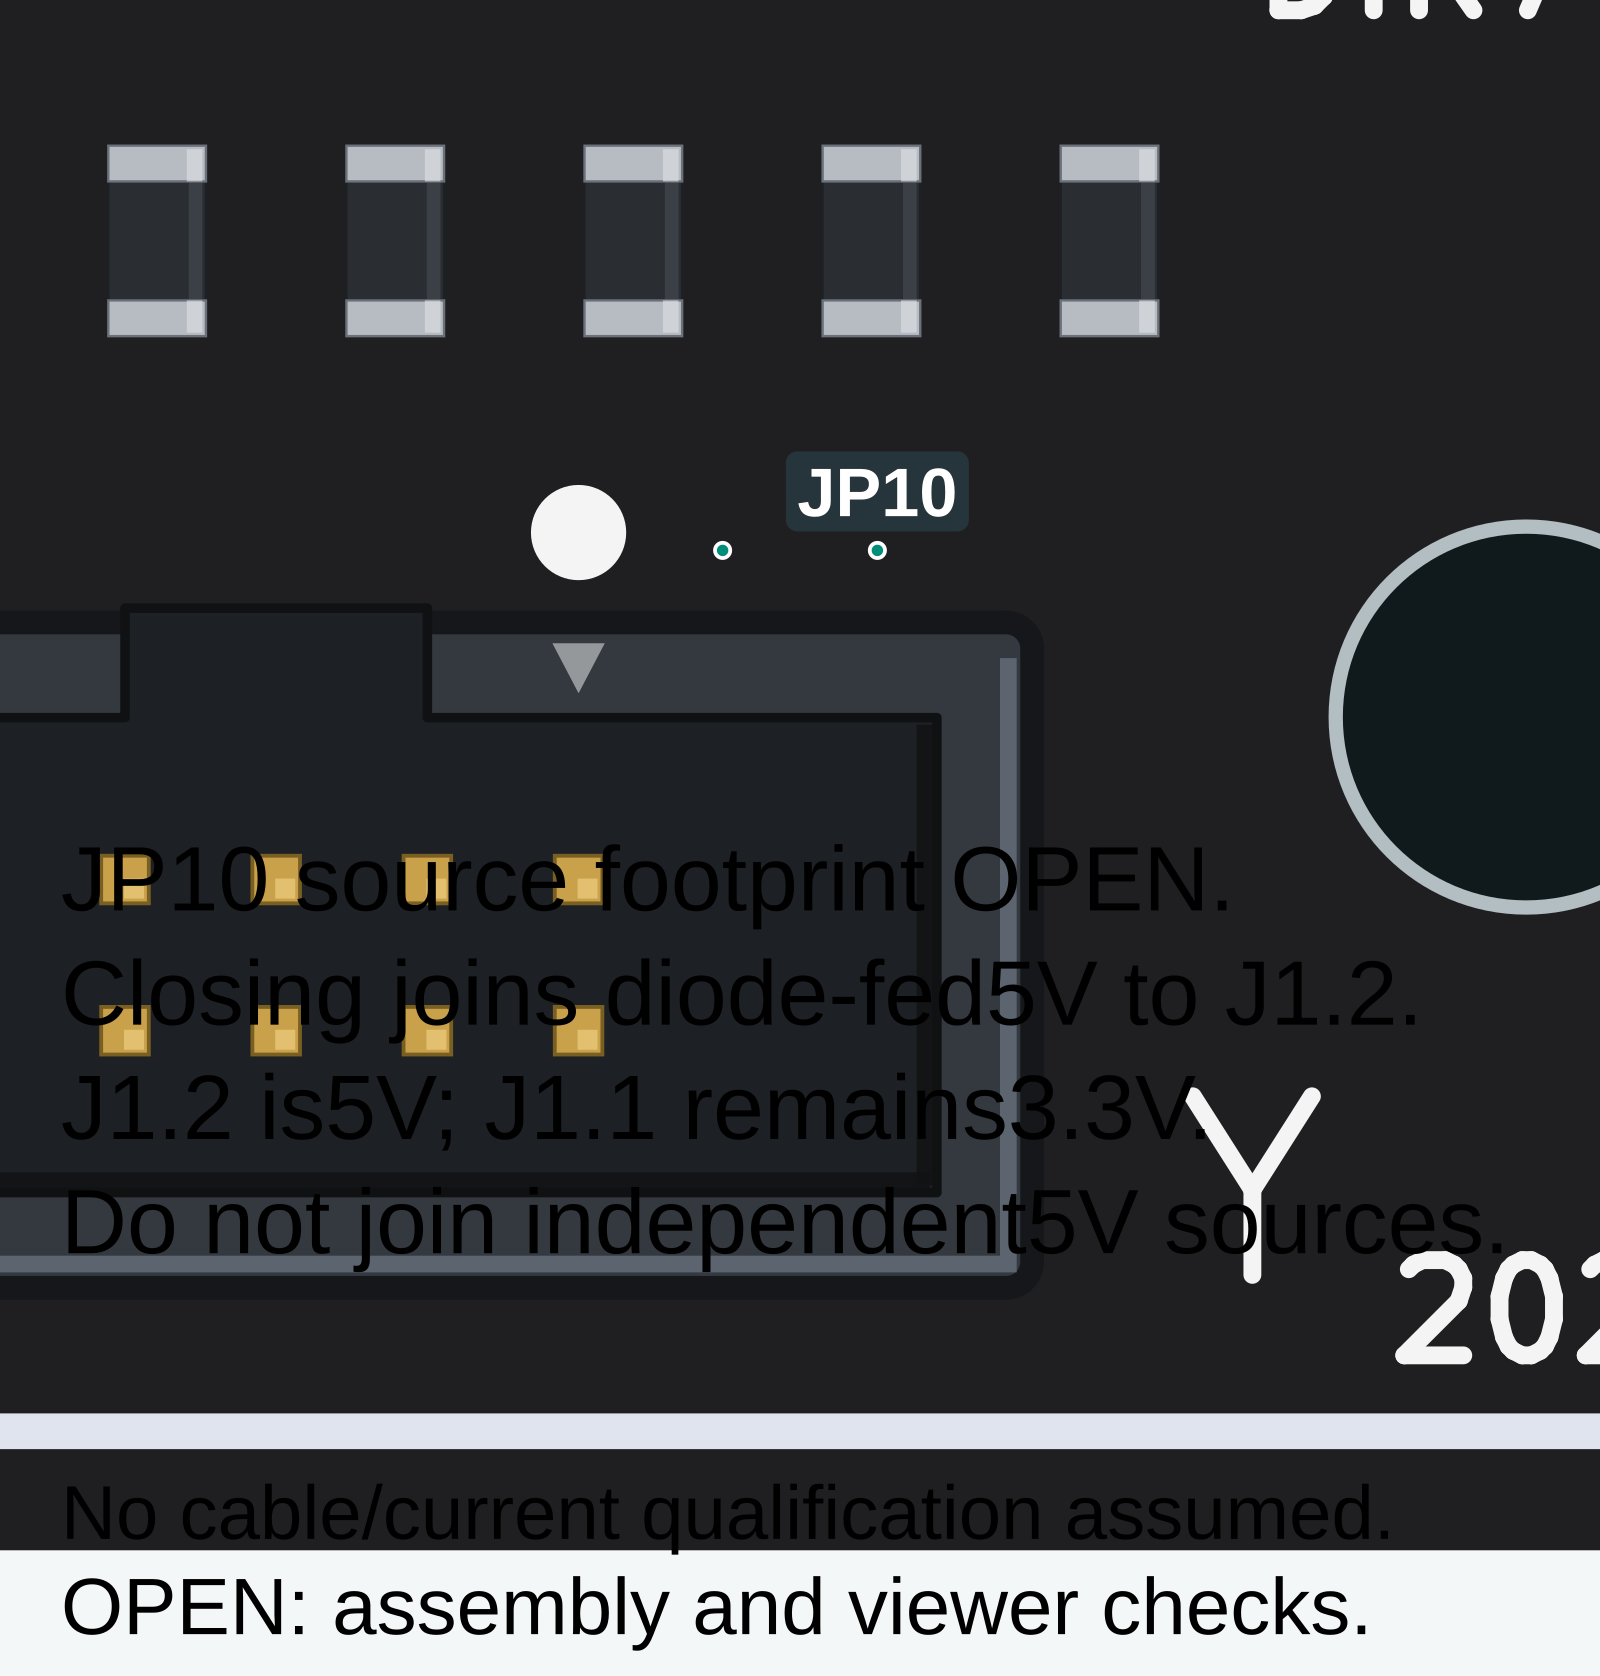 JP10
JP10 source footprint OPEN.
Closing joins diode-fed5V to J1.2.
J1.2 is5V; J1.1 remains3.3V.
Y
Do not join independent5V sources.
No cable/current qualification assumed.
OPEN: assembly and viewer checks.